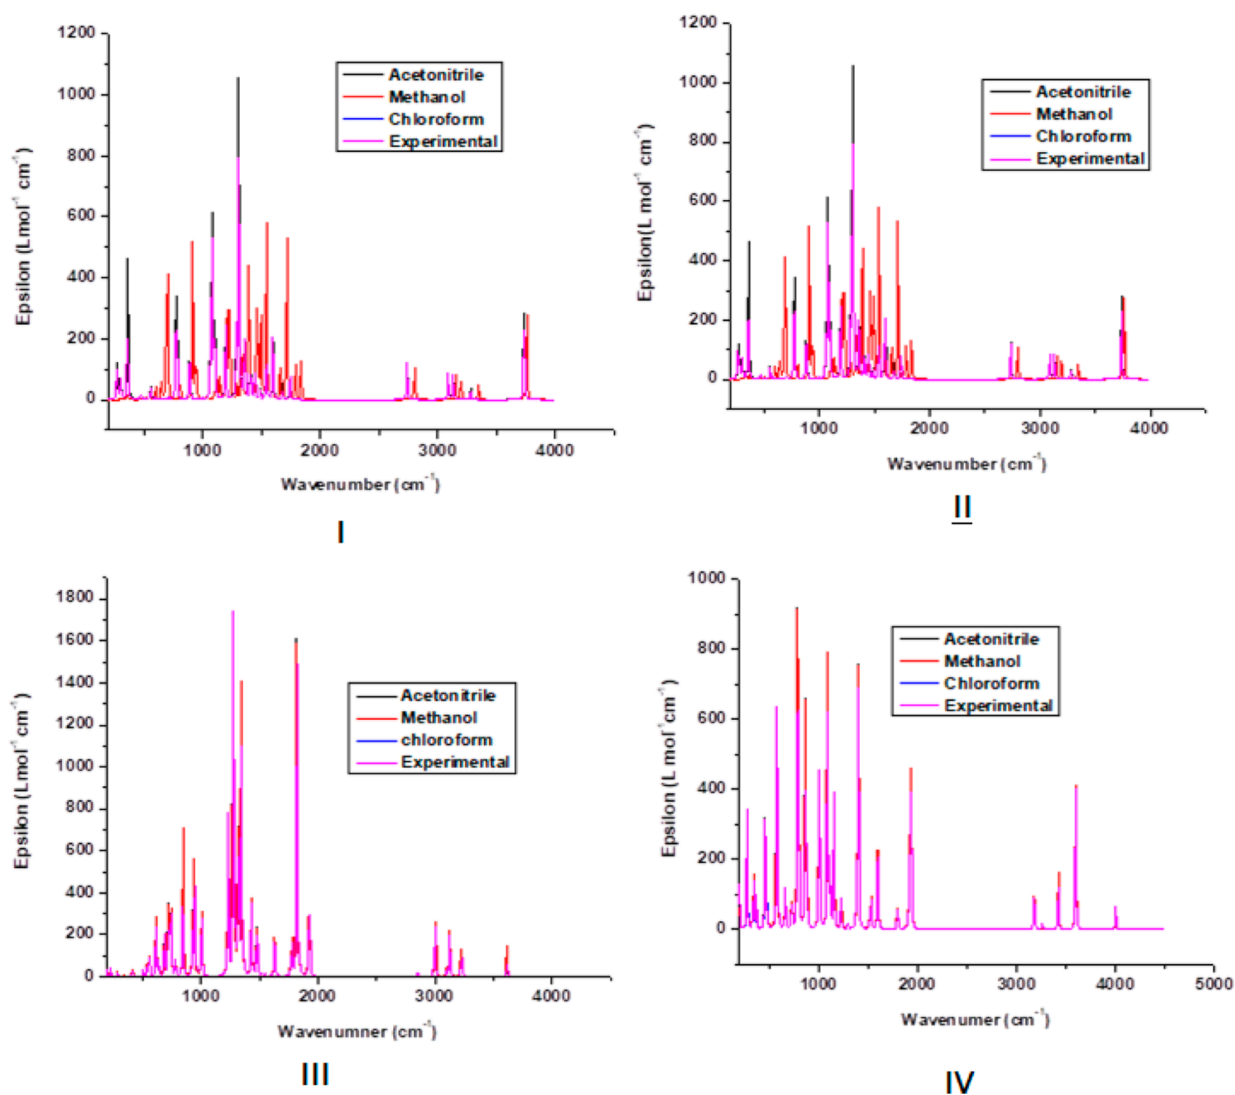 1200
1000
800
600
400
200
0
Epsilon (Lmol⁻¹ cm⁻¹)
Acetonitrile
Methanol
Chloroform
Experimental
1000 2000 3000 4000
Wavenumber (cm⁻¹)
I
1200
1000
800
600
400
200
0
Epsilon(L mol⁻¹ cm⁻¹)
Acetonitrile
Methanol
Chloroform
Experimental
1000 2000 3000 4000
Wavenumber (cm⁻¹)
II
1800
1600
1400
1200
1000
800
600
400
200
0
Epsilon (Lmol⁻¹ cm⁻¹)
Acetonitrile
Methanol
chloroform
Experimental
1000 2000 3000 4000
Wavenumner (cm⁻¹)
III
1000
800
600
400
200
0
Epsilon (L mol⁻¹cm⁻¹)
Acetonitrile
Methanol
Chloroform
Experimental
1000 2000 3000 4000 5000
Wavenumer (cm⁻¹)
IV